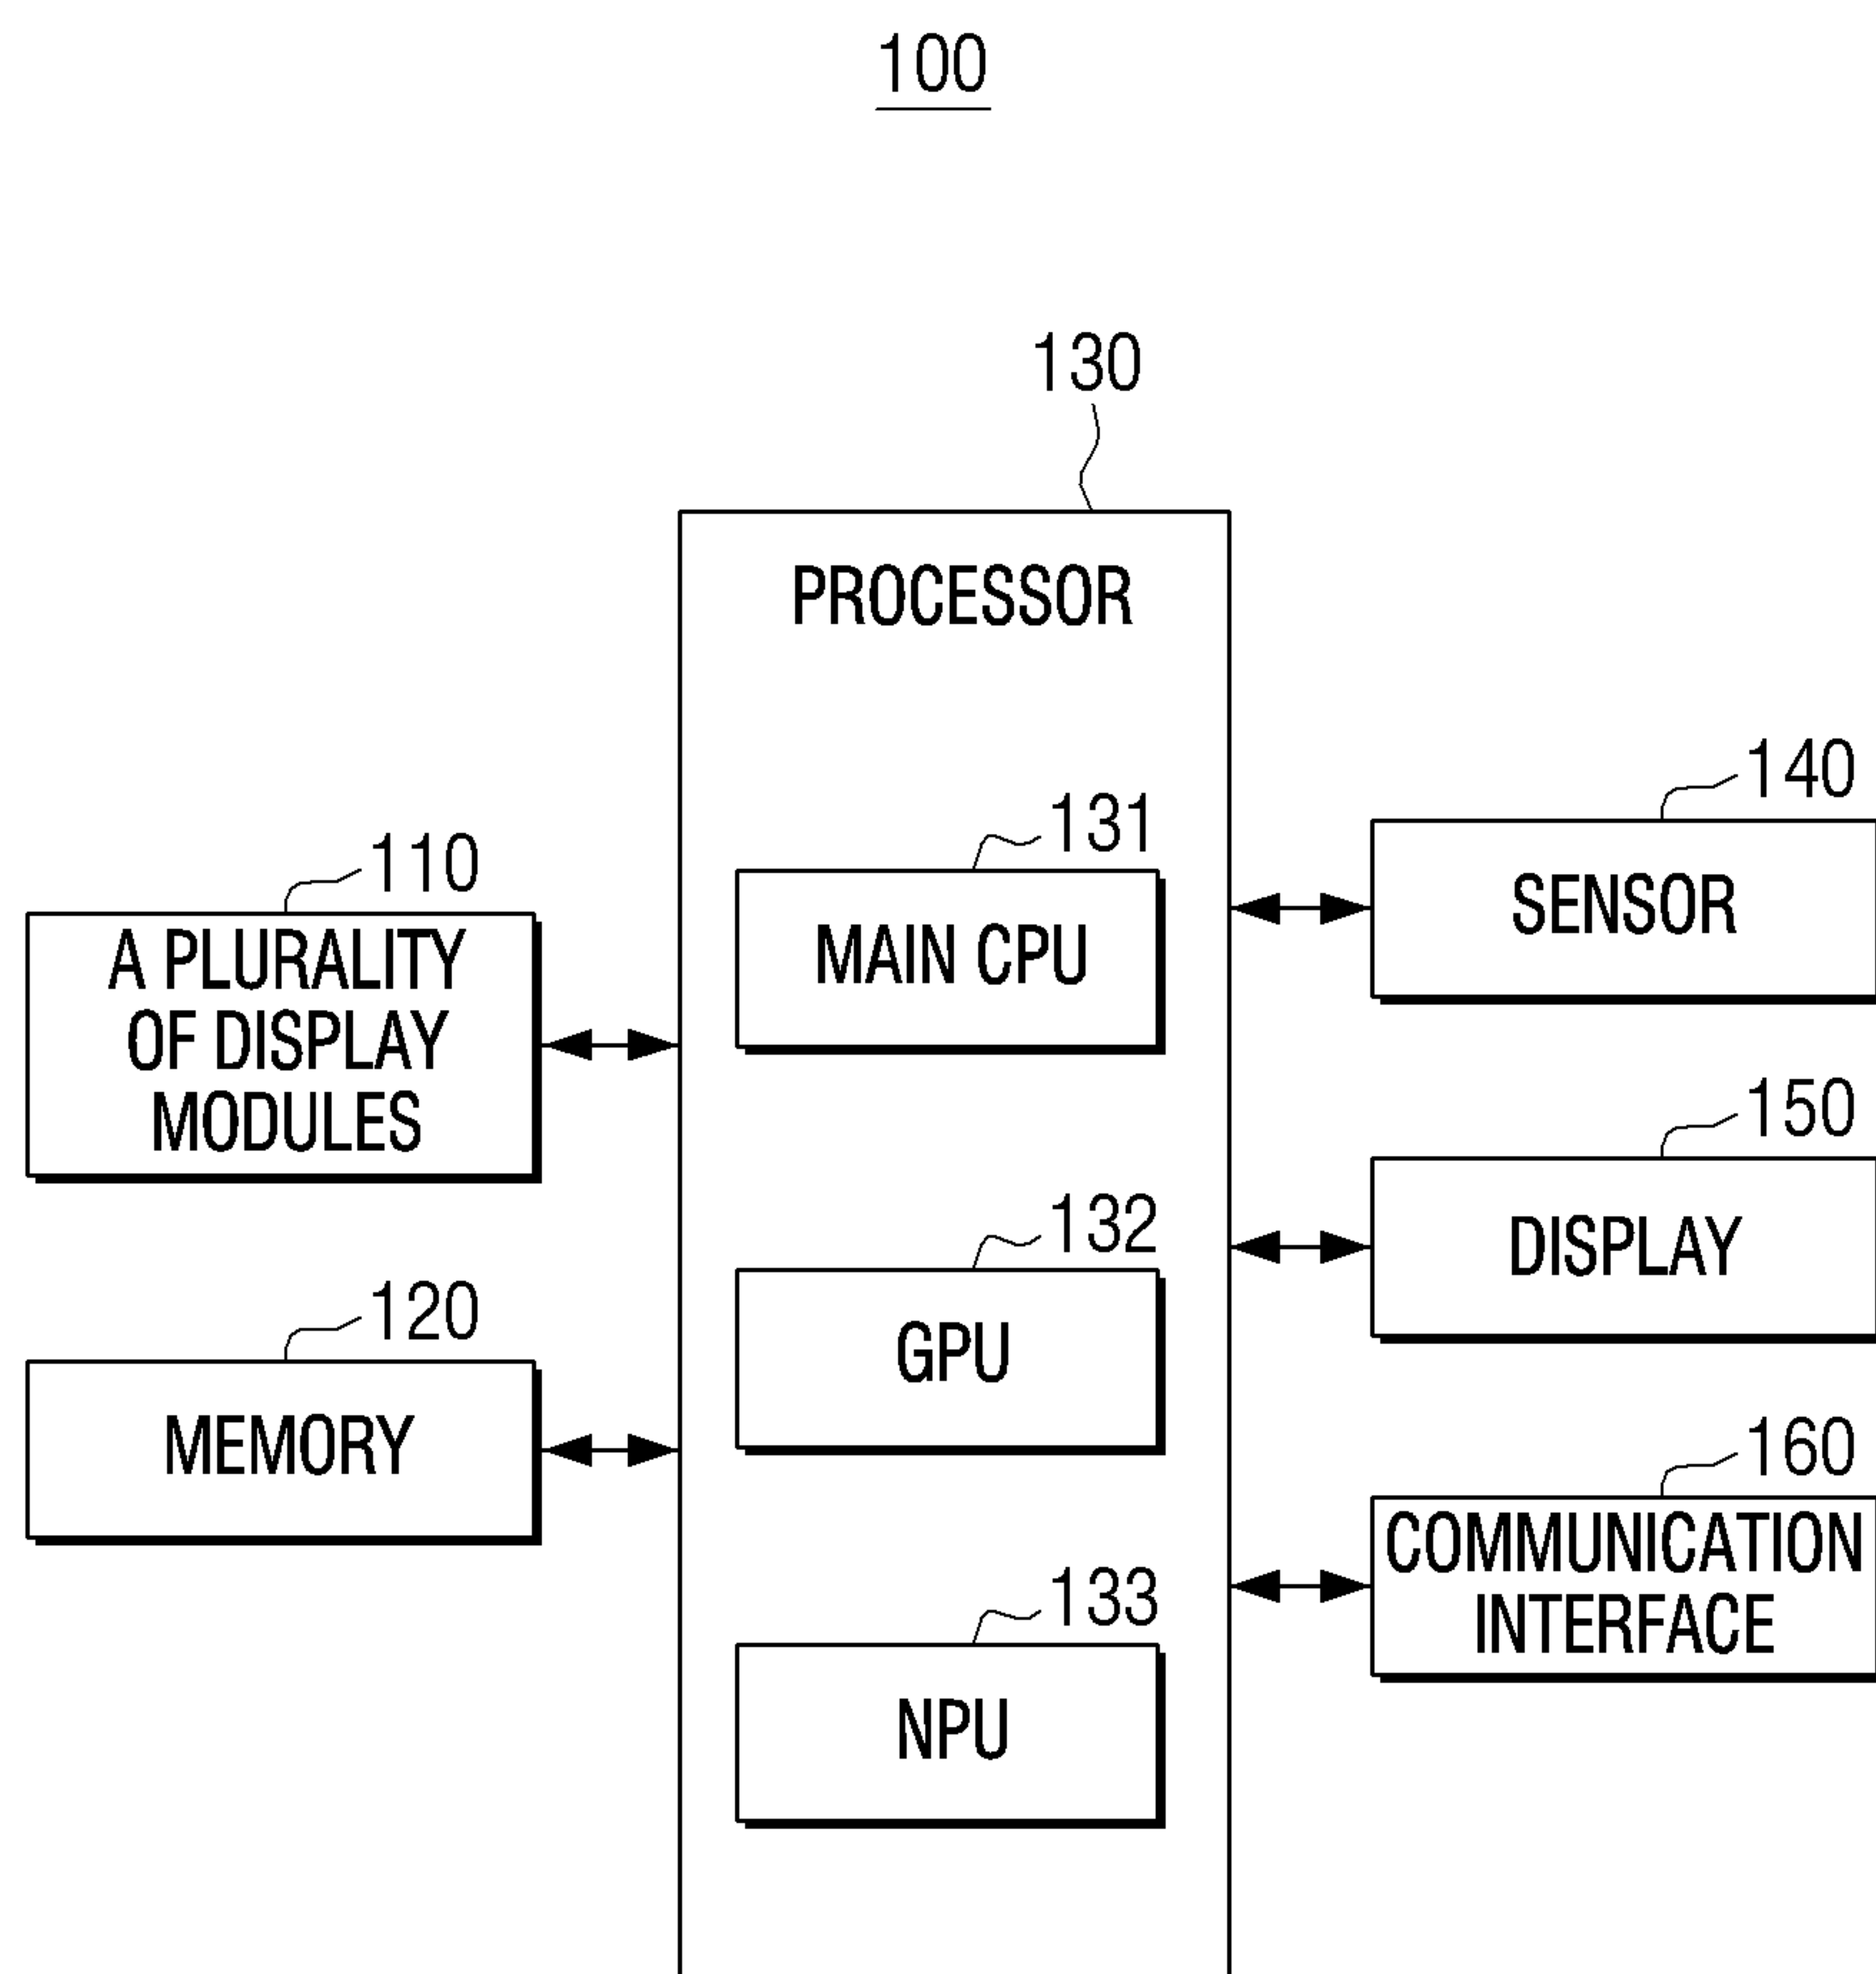 100
130
PROCESSOR
110
A PLURALITY
OF DISPLAY
MODULES
120
MEMORY
131
MAIN CPU
132
GPU
133
NPU
140
SENSOR
150
DISPLAY
160
COMMUNICATION
INTERFACE